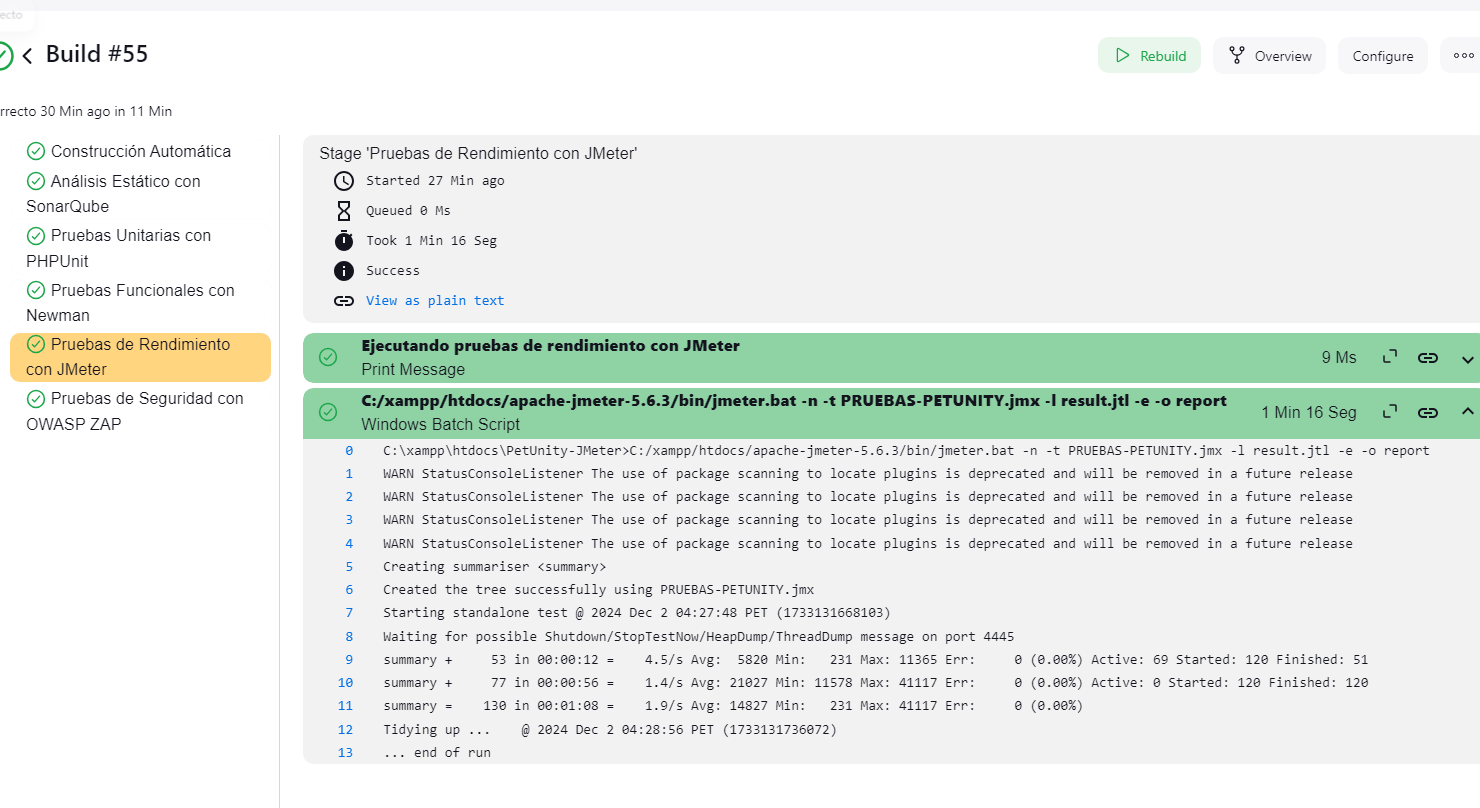 ecto
Build #55
Rebuild
Overview
Configure
rrecto 30 Min ago in 11 Min
Construcción Automática
Análisis Estático con
SonarQube
Pruebas Unitarias con
PHPUnit
Pruebas Funcionales con
Newman
Pruebas de Rendimiento
con JMeter
Pruebas de Seguridad con
OWASP ZAP
Stage 'Pruebas de Rendimiento con JMeter'
Started 27 Min ago
Queued 0 Ms
Took 1 Min 16 Seg
Success
View as plain text
Ejecutando pruebas de rendimiento con JMeter
Print Message
9 Ms
C:/xampp/htdocs/apache-jmeter-5.6.3/bin/jmeter.bat -n -t PRUEBAS-PETUNITY.jmx -l result.jtl -e -o report
Windows Batch Script
1 Min 16 Seg
0 C:\xampp\htdocs\PetUnity-JMeter>C:/xampp/htdocs/apache-jmeter-5.6.3/bin/jmeter.bat -n -t PRUEBAS-PETUNITY.jmx -l result.jtl -e -o report
1 WARN StatusConsoleListener The use of package scanning to locate plugins is deprecated and will be removed in a future release
2 WARN StatusConsoleListener The use of package scanning to locate plugins is deprecated and will be removed in a future release
3 WARN StatusConsoleListener The use of package scanning to locate plugins is deprecated and will be removed in a future release
4 WARN StatusConsoleListener The use of package scanning to locate plugins is deprecated and will be removed in a future release
5 Creating summariser <summary>
6 Created the tree successfully using PRUEBAS-PETUNITY.jmx
7 Starting standalone test @ 2024 Dec 2 04:27:48 PET (1733131668103)
8 Waiting for possible Shutdown/StopTestNow/HeapDump/ThreadDump message on port 4445
9 summary + 53 in 00:00:12 = 4.5/s Avg: 5820 Min: 231 Max: 11365 Err: 0 (0.00%) Active: 69 Started: 120 Finished: 51
10 summary + 77 in 00:00:56 = 1.4/s Avg: 21027 Min: 11578 Max: 41117 Err: 0 (0.00%) Active: 0 Started: 120 Finished: 120
11 summary = 130 in 00:01:08 = 1.9/s Avg: 14827 Min: 231 Max: 41117 Err: 0 (0.00%)
12 Tidying up ... @ 2024 Dec 2 04:28:56 PET (1733131736072)
13 ... end of run